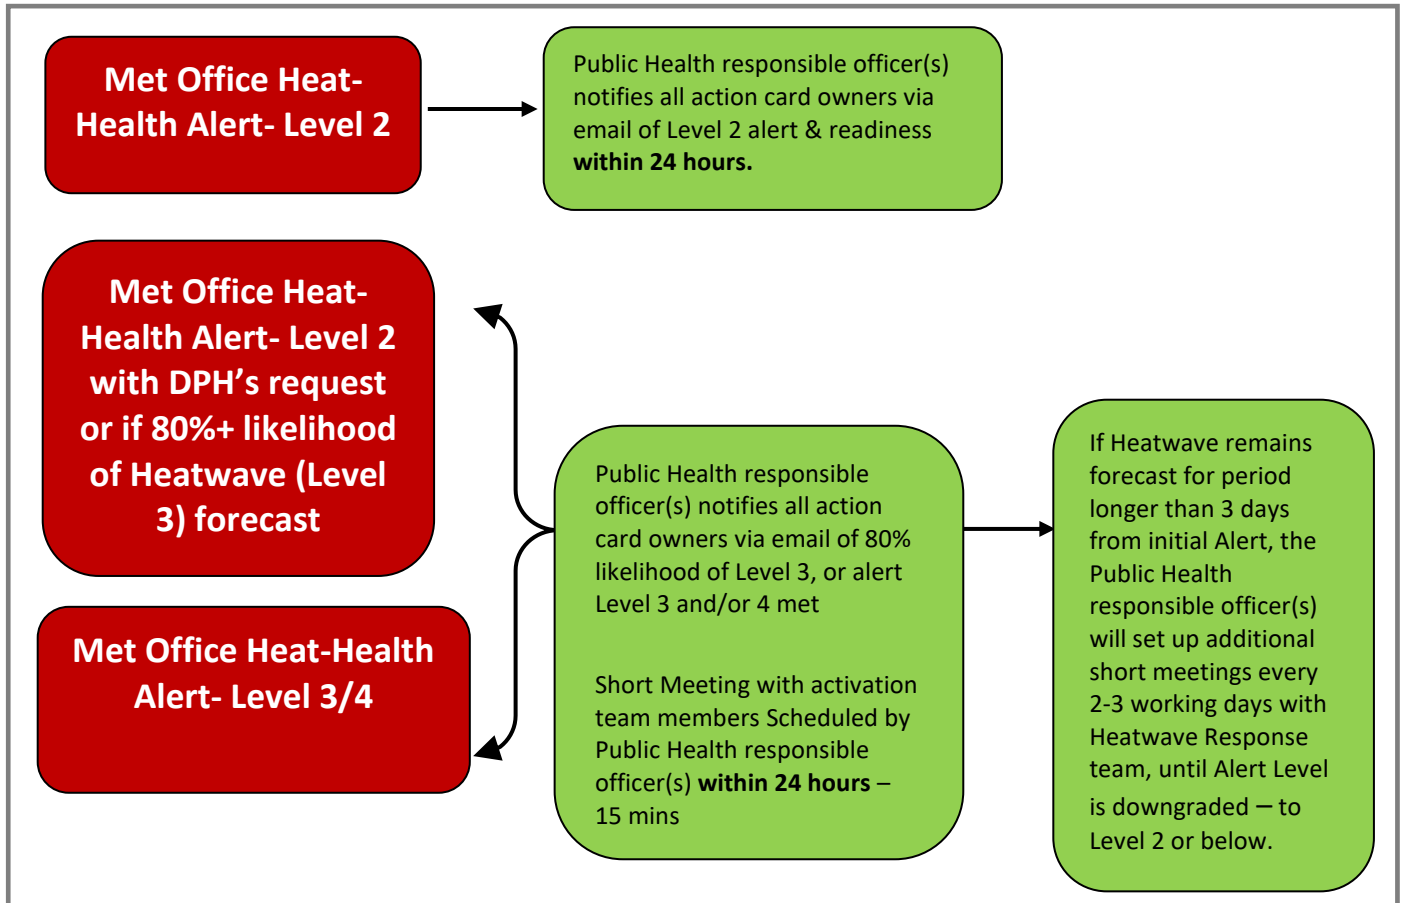 Met Office Heat-
Health Alert- Level 2
Public Health responsible officer(s)
notifies all action card owners via
email of Level 2 alert & readiness
within 24 hours.
Met Office Heat-
Health Alert- Level 2
with DPH’s request
or if 80%+ likelihood
of Heatwave (Level
3) forecast
Met Office Heat-Health
Alert- Level 3/4
Public Health responsible
officer(s) notifies all action
card owners via email of 80%
likelihood of Level 3, or alert
Level 3 and/or 4 met
Short Meeting with activation
team members Scheduled by
Public Health responsible
officer(s) within 24 hours –
15 mins
If Heatwave remains
forecast for period
longer than 3 days
from initial Alert, the
Public Health
responsible officer(s)
will set up additional
short meetings every
2-3 working days with
Heatwave Response
team, until Alert Level
is downgraded – to
Level 2 or below.